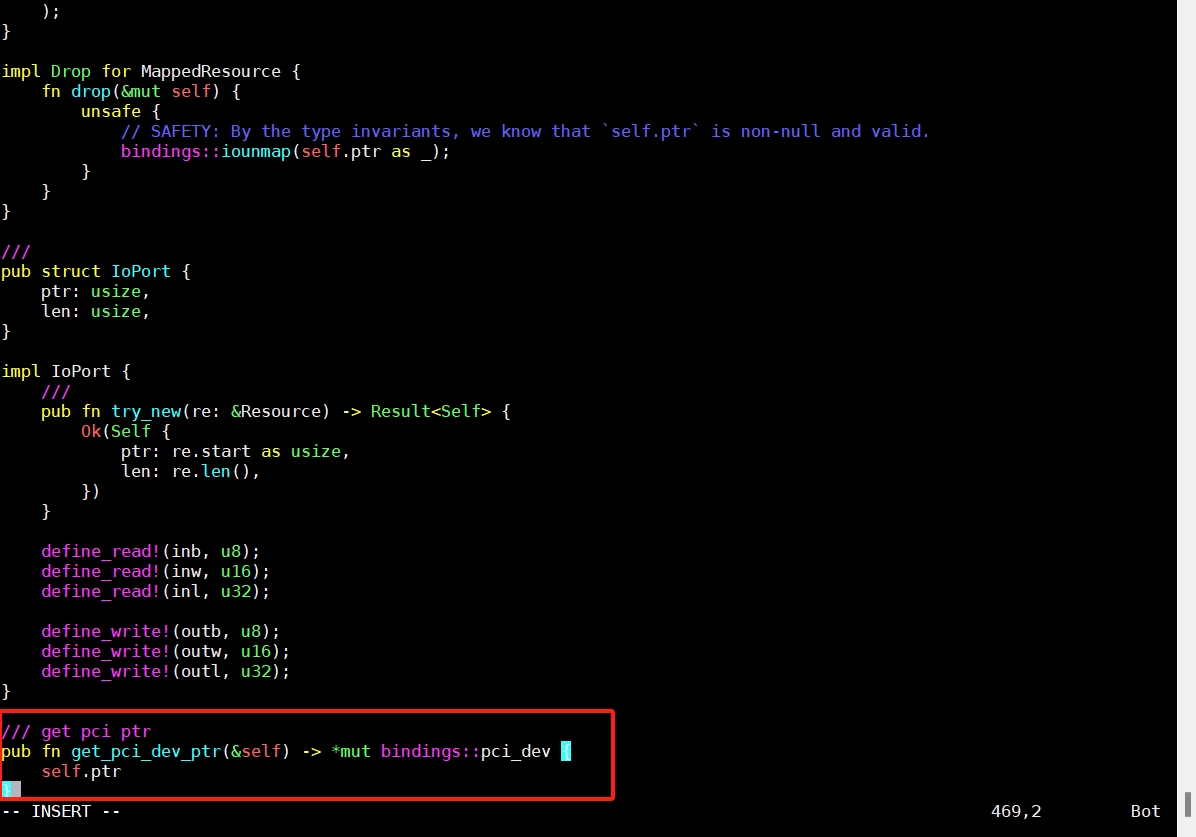 );
}
impl Drop for MappedResource {
    fn drop(&mut self) {
        unsafe {
            // SAFETY: By the type invariants, we know that `self.ptr` is non-null and valid.
            bindings::iounmap(self.ptr as _);
        }
    }
}
///
pub struct IoPort {
    ptr: usize,
    len: usize,
}
impl IoPort {
    ///
    pub fn try_new(re: &Resource) -> Result<Self> {
        Ok(Self {
            ptr: re.start as usize,
            len: re.len(),
        })
    }
    define_read!(inb, u8);
    define_read!(inw, u16);
    define_read!(inl, u32);
    define_write!(outb, u8);
    define_write!(outw, u16);
    define_write!(outl, u32);
}
/// get pci ptr
pub fn get_pci_dev_ptr(&self) -> *mut bindings::pci_dev {
    self.ptr
}
-- INSERT -- 469,2 Bot